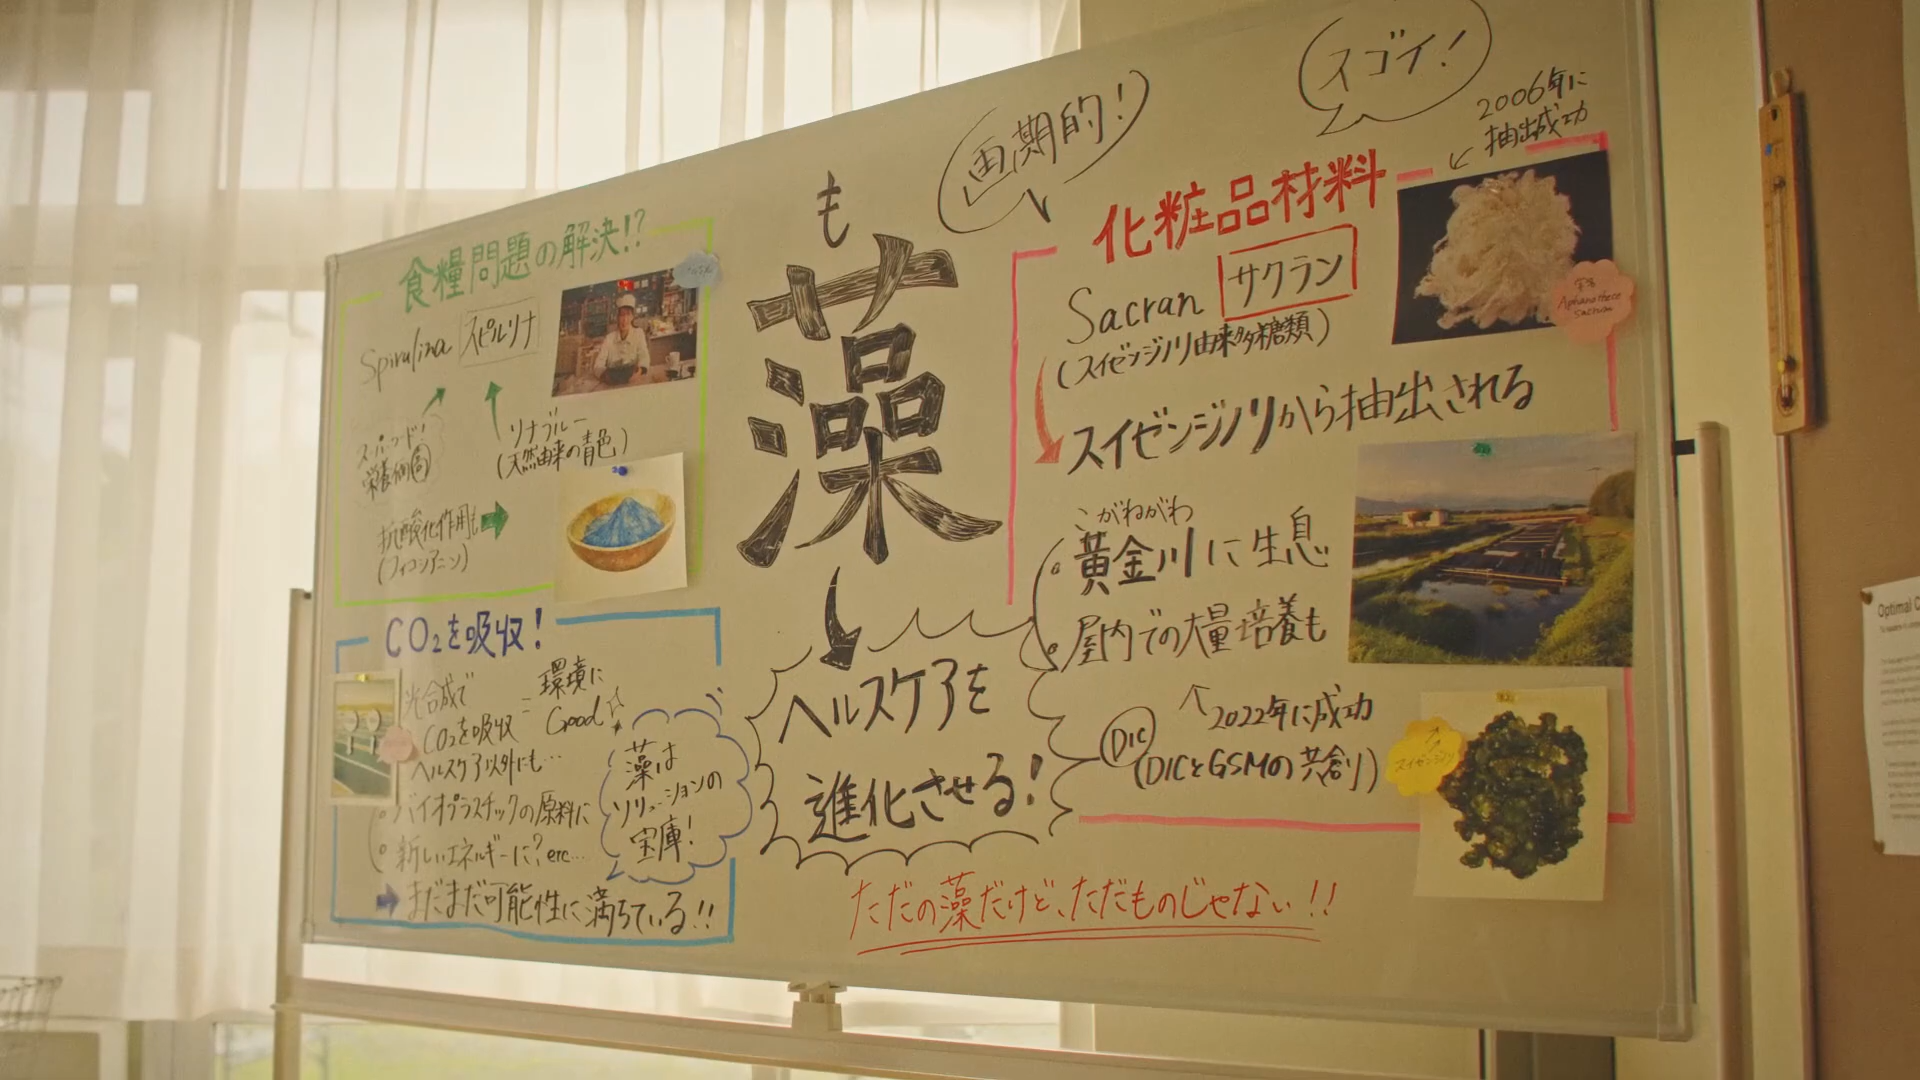 食糧問題の解決!?
Spirulina スピルリナ
スーパーフード!
栄養価高
リナブルー
(天然由来の青色)
抗酸化作用も
(フィコシアニン)
CO₂を吸収!
光合成で
CO₂を吸収
= 環境に
Good
ヘルスケア以外にも…
バイオプラスチックの原料に
新しいエネルギーに? etc…
まだまだ可能性に満ちている!!
藻は
ソリューションの
宝庫!
も
藻
ヘルスケアを
進化させる!
画期的!
スゴイ!
2006年に
抽出成功
化粧品材料
Sacran サクラン
(スイゼンジノリ由来多糖類)
Aphanothece
sacrum
スイゼンジノリから抽出される
こがねがわ
黄金川に生息
屋内での大量培養も
2022年に成功
DIC
(DICとGSMの共創)
スイゼンジノリ
ただの藻だけど、ただものじゃない!!
Optimal